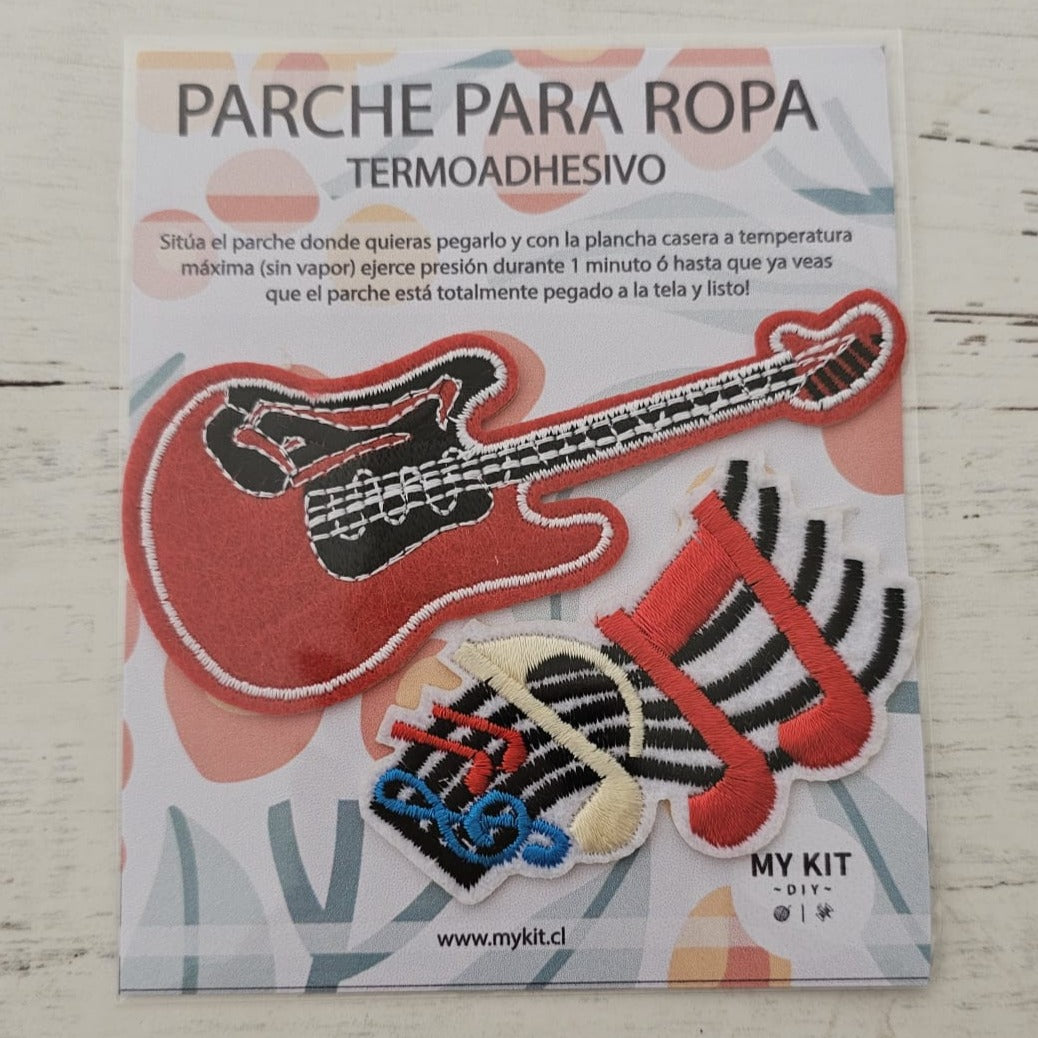 PARCHE PARA ROPA
TERMOADHESIVO
Sitúa el parche donde quieras pegarlo y con la plancha casera a temperatura
máxima (sin vapor) ejerce presión durante 1 minuto ó hasta que ya veas
que el parche está totalmente pegado a la tela y listo!
MY KIT
~DIY~
www.mykit.cl